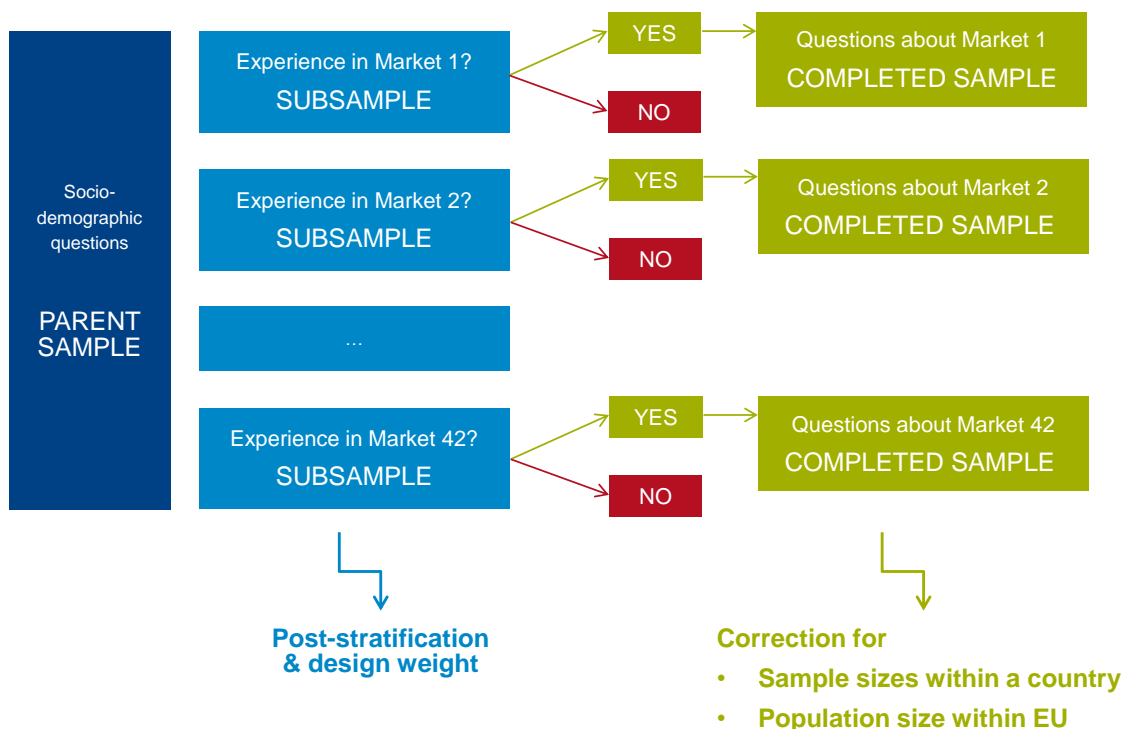 Socio-
demographic
questions
PARENT
SAMPLE
Experience in Market 1?
SUBSAMPLE
YES
NO
Questions about Market 1
COMPLETED SAMPLE
Experience in Market 2?
SUBSAMPLE
YES
NO
Questions about Market 2
COMPLETED SAMPLE
...
Experience in Market 42?
SUBSAMPLE
YES
NO
Questions about Market 42
COMPLETED SAMPLE
Post-stratification
& design weight
Correction for
• Sample sizes within a country
• Population size within EU